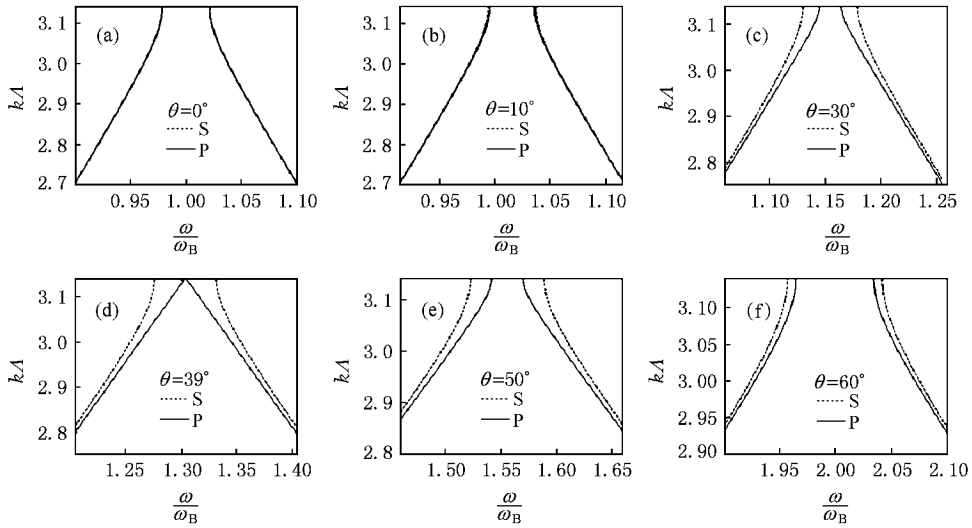 3.1
3.0
2.9
2.8
2.7
kΛ
(a)
θ=0°
S
P
0.95 1.00 1.05 1.10
ω/ω_B
3.1
3.0
2.9
2.8
2.7
kΛ
(b)
θ=10°
S
P
0.95 1.00 1.05 1.10
ω/ω_B
3.1
3.0
2.9
2.8
kΛ
(c)
θ=30°
S
P
1.10 1.15 1.20 1.25
ω/ω_B
3.1
3.0
2.9
2.8
kΛ
(d)
θ=39°
S
P
1.25 1.30 1.35 1.40
ω/ω_B
3.1
3.0
2.9
2.8
kΛ
(e)
θ=50°
S
P
1.50 1.55 1.60 1.65
ω/ω_B
3.10
3.05
3.00
2.95
2.90
kΛ
(f)
θ=60°
S
P
1.95 2.00 2.05 2.10
ω/ω_B